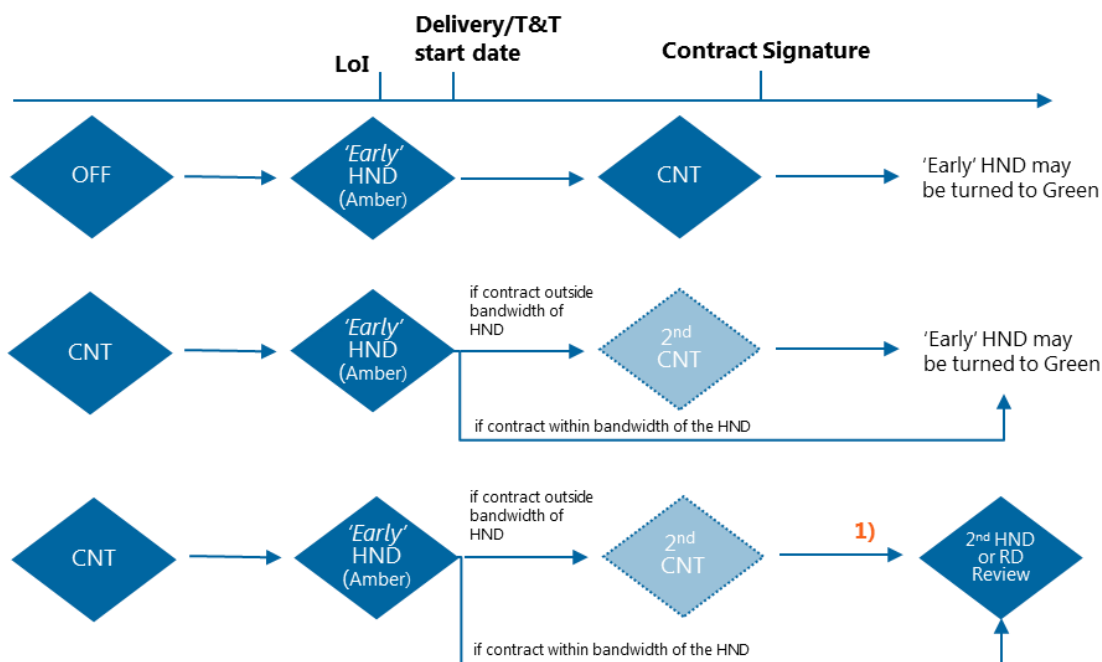 Delivery/T&T
start date
LoI
Contract Signature
OFF
'Early'
HND
(Amber)
CNT
'Early' HND may
be turned to Green
if contract outside
bandwidth of
HND
CNT
'Early'
HND
(Amber)
2nd
CNT
'Early' HND may
be turned to Green
if contract within bandwidth of the HND
if contract outside
bandwidth of
HND
CNT
'Early'
HND
(Amber)
2nd
CNT
1)
2nd HND
or RD
Review
if contract within bandwidth of the HND